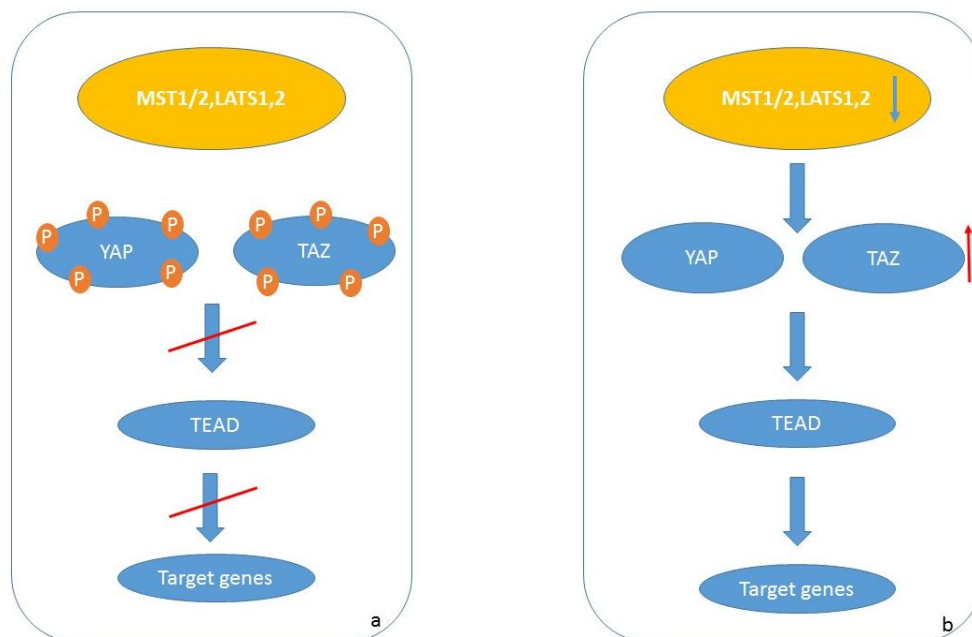 MST1/2,LATS1,2
P
P
P
P
P
YAP
P
P
P
P
P
TAZ
TEAD
Target genes
a
MST1/2,LATS1,2
YAP
TAZ
TEAD
Target genes
b